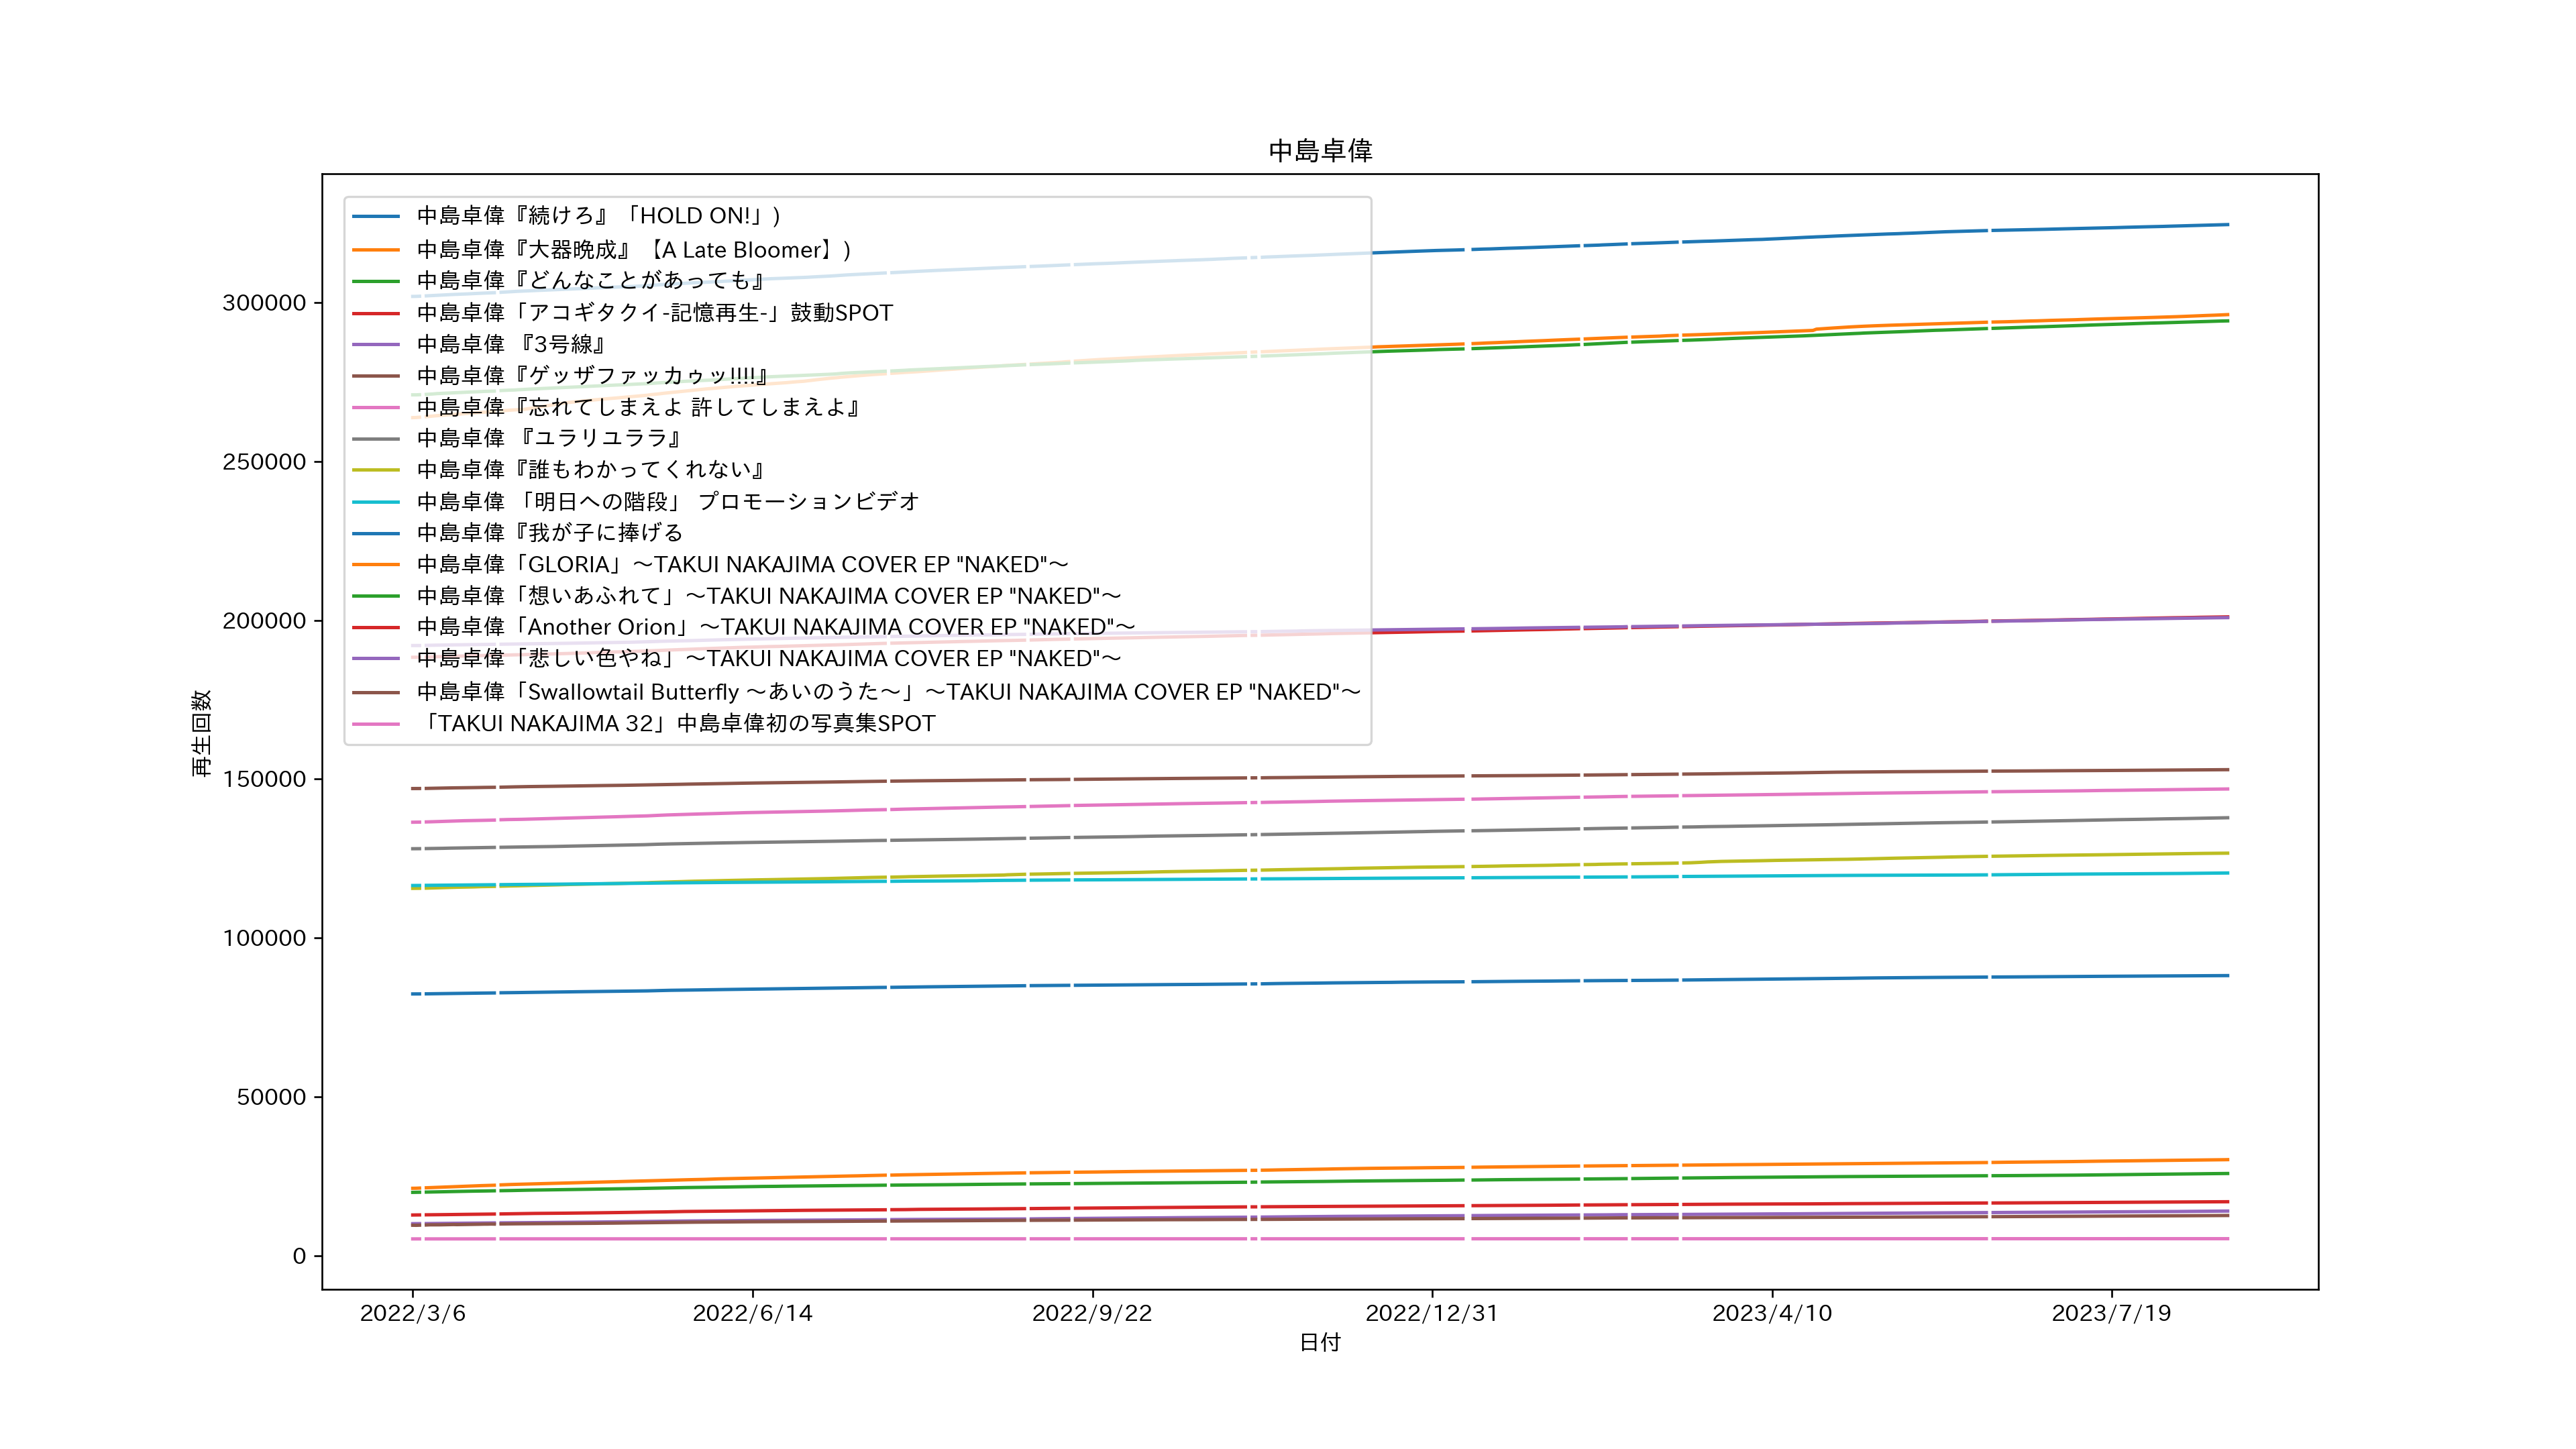 中島卓偉
中島卓偉『続けろ』「HOLD ON!」)
中島卓偉『大器晩成』【A Late Bloomer】)
中島卓偉『どんなことがあっても』
中島卓偉「アコギタクイ-記憶再生-」鼓動SPOT
中島卓偉 『3号線』
中島卓偉『ゲッザファッカゥッ!!!!』
中島卓偉『忘れてしまえよ 許してしまえよ』
中島卓偉 『ユラリユララ』
中島卓偉『誰もわかってくれない』
中島卓偉 「明日への階段」 プロモーションビデオ
中島卓偉『我が子に捧げる
中島卓偉「GLORIA」～TAKUI NAKAJIMA COVER EP "NAKED"～
中島卓偉「想いあふれて」～TAKUI NAKAJIMA COVER EP "NAKED"～
中島卓偉「Another Orion」～TAKUI NAKAJIMA COVER EP "NAKED"～
中島卓偉「悲しい色やね」～TAKUI NAKAJIMA COVER EP "NAKED"～
中島卓偉「Swallowtail Butterfly ～あいのうた～」～TAKUI NAKAJIMA COVER EP "NAKED"～
「TAKUI NAKAJIMA 32」中島卓偉初の写真集SPOT
再生回数
300000
250000
200000
150000
100000
50000
0
2022/3/6
2022/6/14
2022/9/22
2022/12/31
2023/4/10
2023/7/19
日付